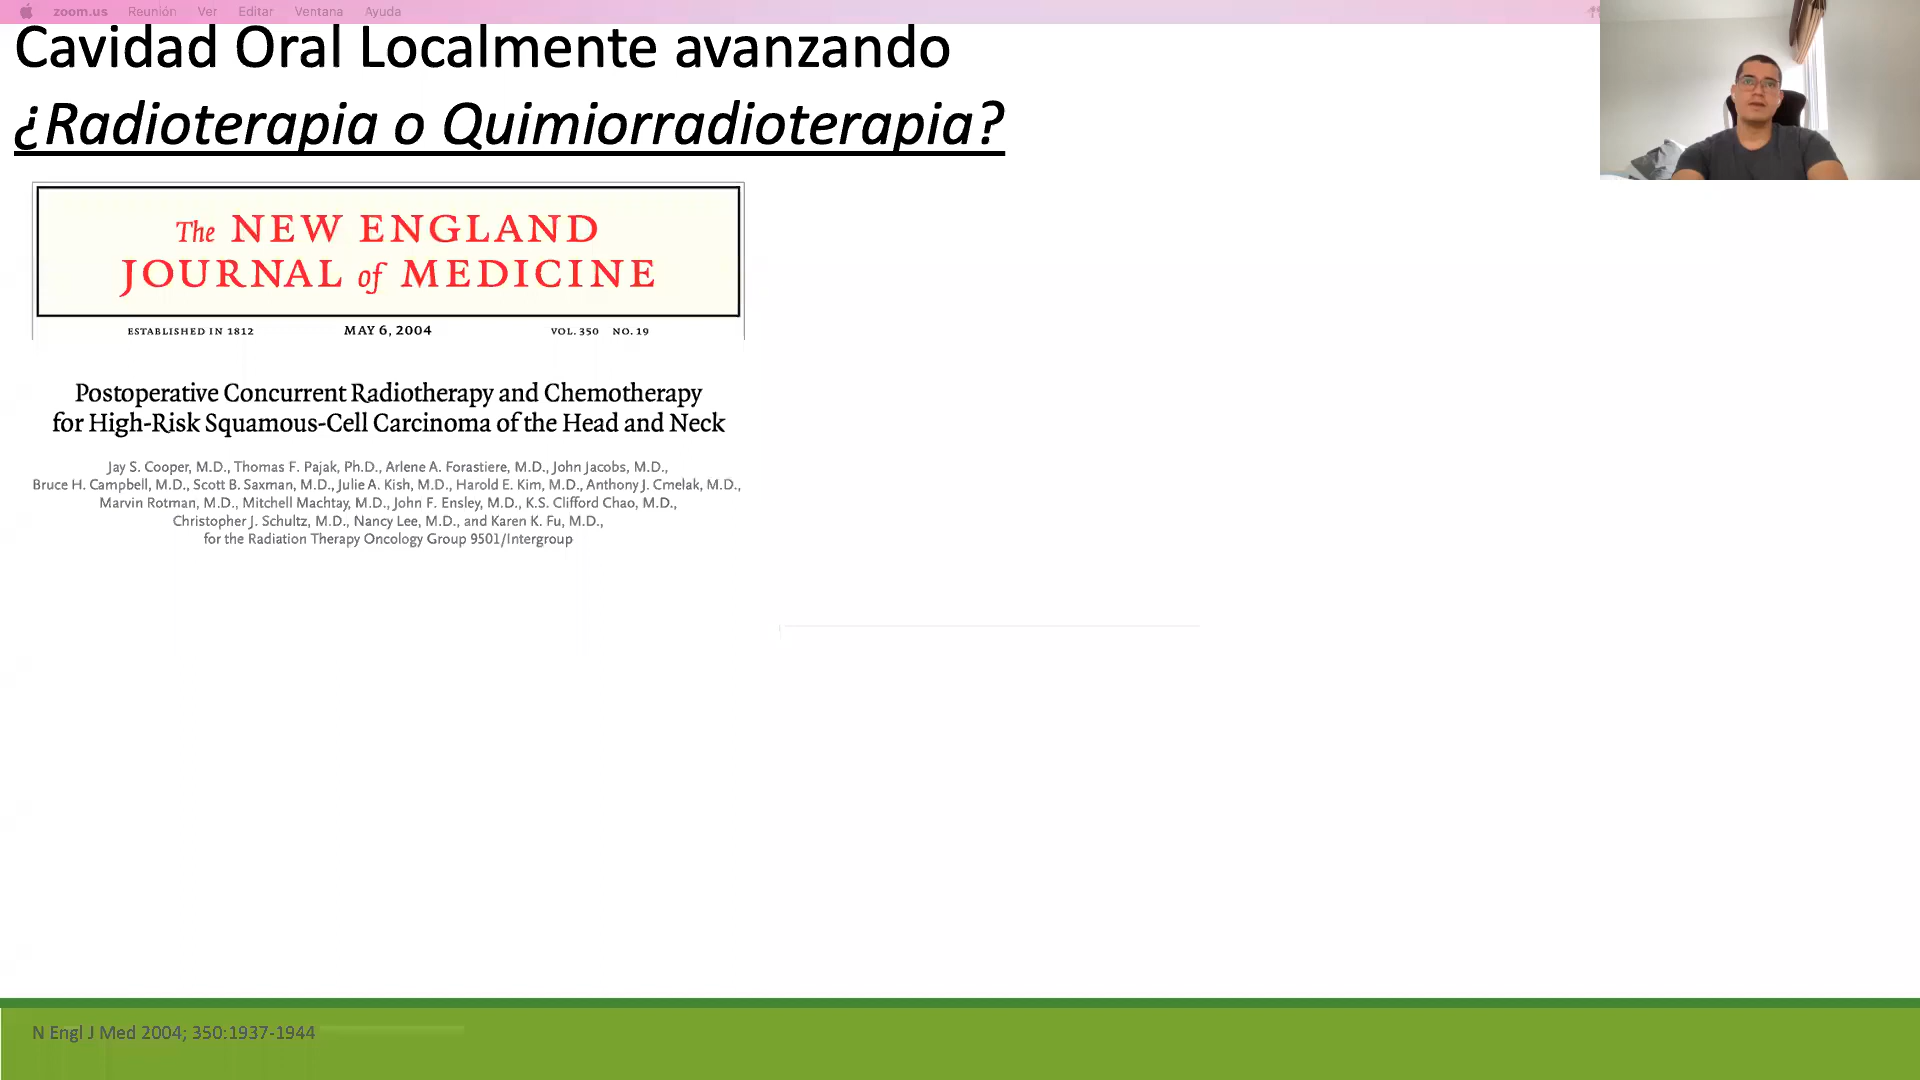 zoom.us Reunión Ver Editar Ventana Ayuda
Cavidad Oral Localmente avanzando
¿Radioterapia o Quimiorradioterapia?
The NEW ENGLAND
JOURNAL of MEDICINE
ESTABLISHED IN 1812 MAY 6, 2004 VOL. 350 NO. 19
Postoperative Concurrent Radiotherapy and Chemotherapy
for High-Risk Squamous-Cell Carcinoma of the Head and Neck
Jay S. Cooper, M.D., Thomas F. Pajak, Ph.D., Arlene A. Forastiere, M.D., John Jacobs, M.D.,
Bruce H. Campbell, M.D., Scott B. Saxman, M.D., Julie A. Kish, M.D., Harold E. Kim, M.D., Anthony J. Cmelak, M.D.,
Marvin Rotman, M.D., Mitchell Machtay, M.D., John F. Ensley, M.D., K.S. Clifford Chao, M.D.,
Christopher J. Schultz, M.D., Nancy Lee, M.D., and Karen K. Fu, M.D.,
for the Radiation Therapy Oncology Group 9501/Intergroup
N Engl J Med 2004; 350:1937-1944